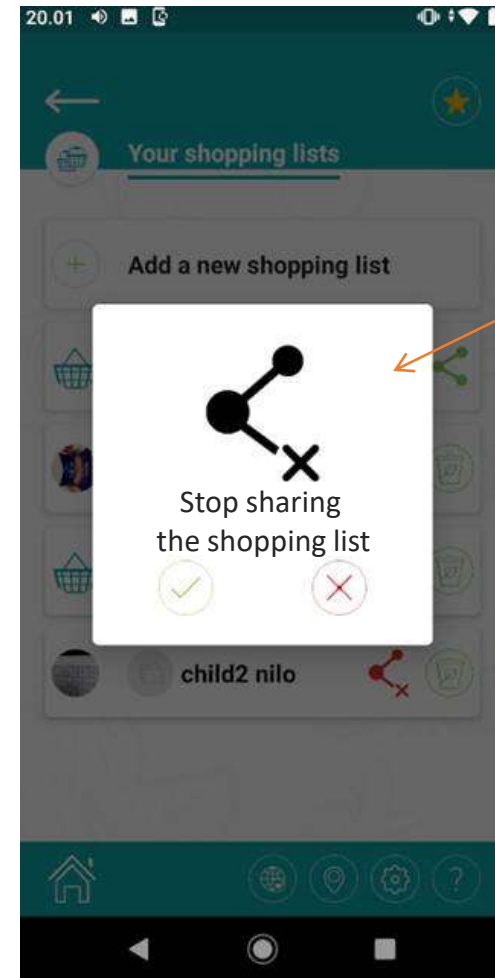 20.01
Your shopping lists
Add a new shopping list
Stop sharing
the shopping list
child2 nilo
?